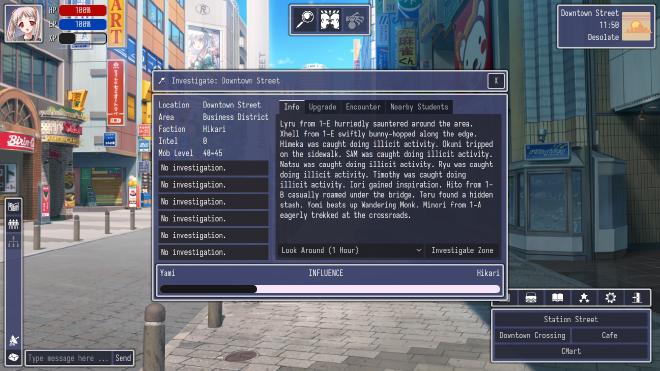 HP 100%
100%
XP
ART
Downtown Street
11:50
Desolate
Investigate: Downtown Street
X
Location Downtown Street
Area Business District
Faction Hikari
Intel 0
Mob Level 40-45
No investigation.
No investigation.
No investigation.
No investigation.
No investigation.
No investigation.
Info Upgrade Encounter Nearby Students
Lyru from 1-E hurriedly sauntered around the area.
Xhell from 1-E swiftly bunny-hopped along the edge.
Himeka was caught doing illicit activity. Okuni tripped
on the sidewalk. SAM was caught doing illicit activity.
Natsu was caught doing illicit activity. Ryu was caught
doing illicit activity. Timothy was caught doing
illicit activity. Iori gained inspiration. Hito from 1-
B casually roamed under the bridge. Teru found a hidden
stash. Yomi beats up Wandering Monk. Minori from 1-A
eagerly trekked at the crossroads.
Look Around (1 Hour)
Investigate Zone
Yami INFLUENCE Hikari
Type message here ...
Send
Station Street
Downtown Crossing
Cafe
CMart